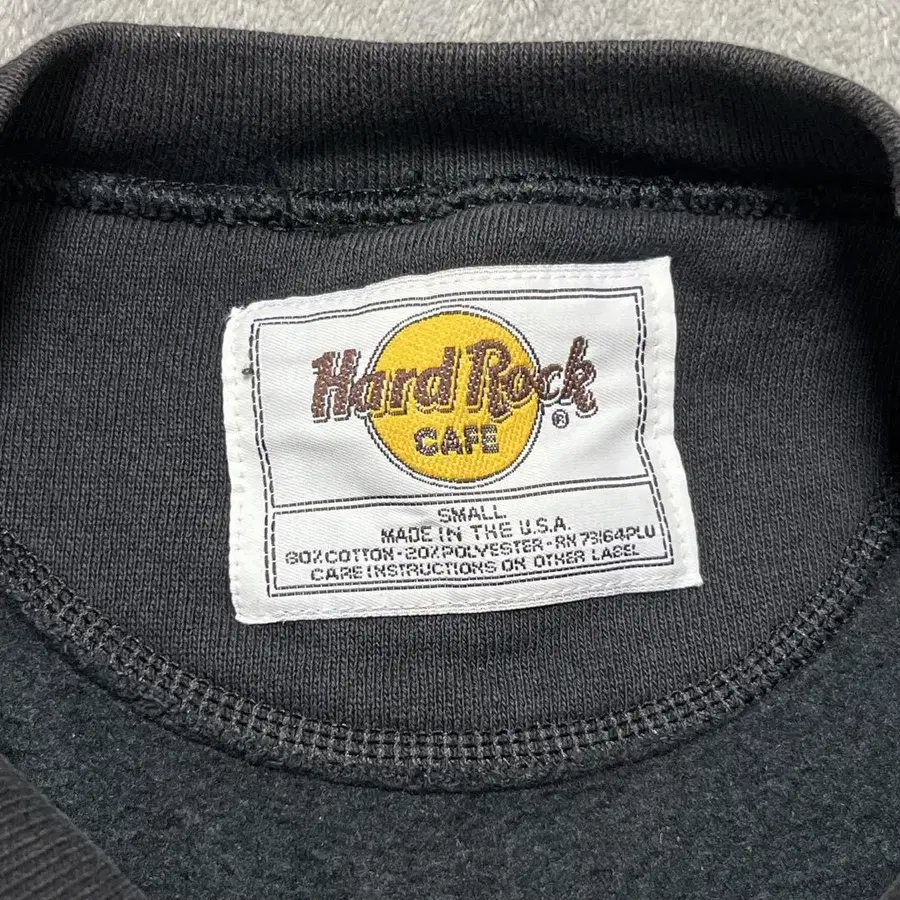 Hard Rock
CAFE
®
SMALL
MADE IN THE U.S.A.
80% COTTON - 20% POLYESTER - RN 73164PLU
CARE INSTRUCTIONS ON OTHER LABEL